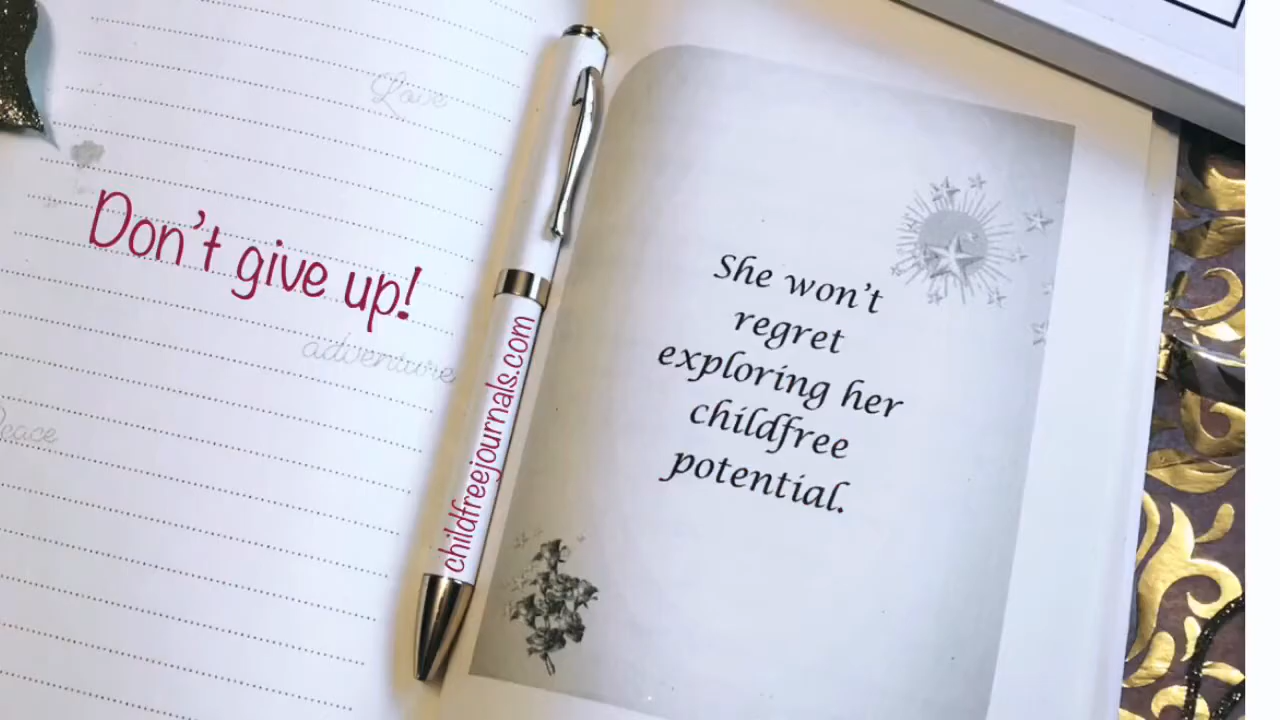 Love
Don't give up!
adventure
Peace
childfreejournals.com
She won't
regret
exploring her
childfree
potential.